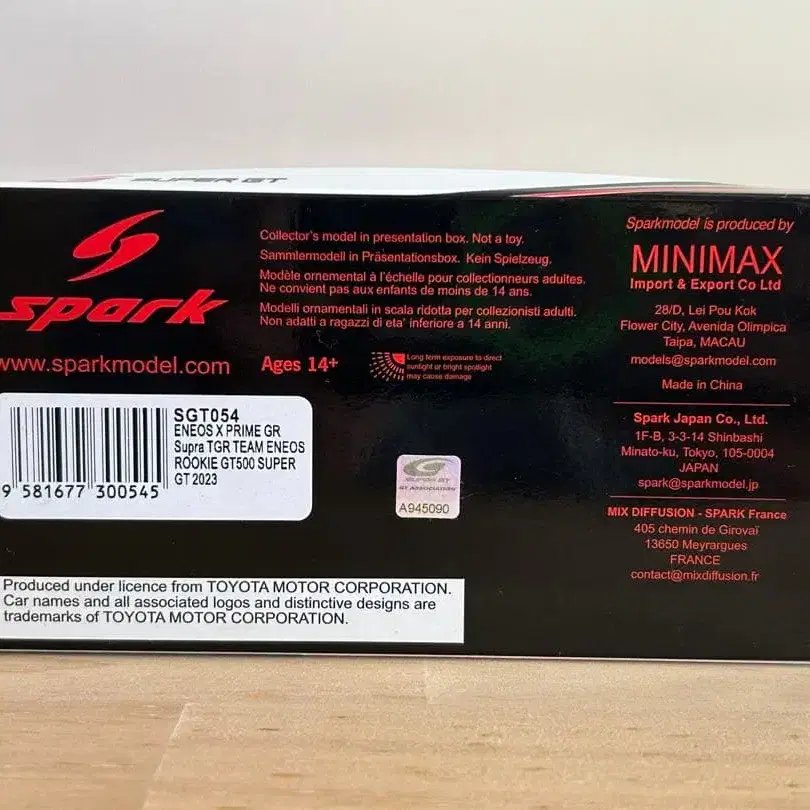 SUPER GT
spark
www.sparkmodel.com
Collector's model in presentation box. Not a toy.
Sammlermodell in Präsentationsbox. Kein Spielzeug.
Modèle ornemental à l'échelle pour collectionneurs adultes.
Ne convient pas aux enfants de moins de 14 ans.
Modelli ornamentali in scala ridotta per collezionisti adulti.
Non adatti a ragazzi di eta' inferiore a 14 anni.
Ages 14+
Long term exposure to direct
sunlight or bright spotlight
may cause damage
SGT054
ENEOS X PRIME GR
Supra TGR TEAM ENEOS
ROOKIE GT500 SUPER
GT 2023
9 581677 300545
SUPER GT
GT ASSOCIATION
A945090
Produced under licence from TOYOTA MOTOR CORPORATION.
Car names and all associated logos and distinctive designs are
trademarks of TOYOTA MOTOR CORPORATION.
Sparkmodel is produced by
MINIMAX
Import & Export Co Ltd
28/D, Lei Pou Kok
Flower City, Avenida Olimpica
Taipa, MACAU
models@sparkmodel.com
Made in China
Spark Japan Co., Ltd.
1F-B, 3-3-14 Shinbashi
Minato-ku, Tokyo, 105-0004
JAPAN
spark@sparkmodel.jp
MIX DIFFUSION - SPARK France
405 chemin de Girovaï
13650 Meyrargues
FRANCE
contact@mixdiffusion.fr